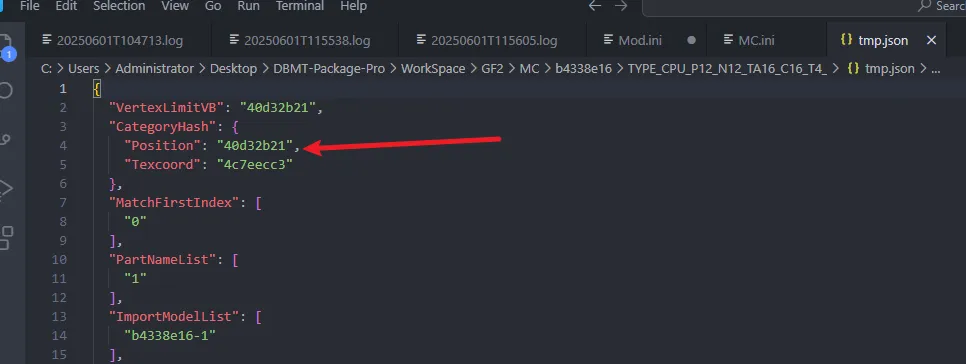 File Edit Selection View Go Run Terminal Help Searc
20250601T104713.log 20250601T115538.log 20250601T115605.log Mod.ini MC.ini {} tmp.json
C: > Users > Administrator > Desktop > DBMT-Package-Pro > WorkSpace > GF2 > MC > b4338e16 > TYPE_CPU_P12_N12_TA16_C16_T4_ > {} tmp.json > ...
1
1 {
2 "VertexLimitVB": "40d32b21",
3 "CategoryHash": {
4 "Position": "40d32b21",
5 "Texcoord": "4c7eecc3"
6 },
7 "MatchFirstIndex": [
8 "0"
9 ],
10 "PartNameList": [
11 "1"
12 ],
13 "ImportModelList": [
14 "b4338e16-1"
15 ],